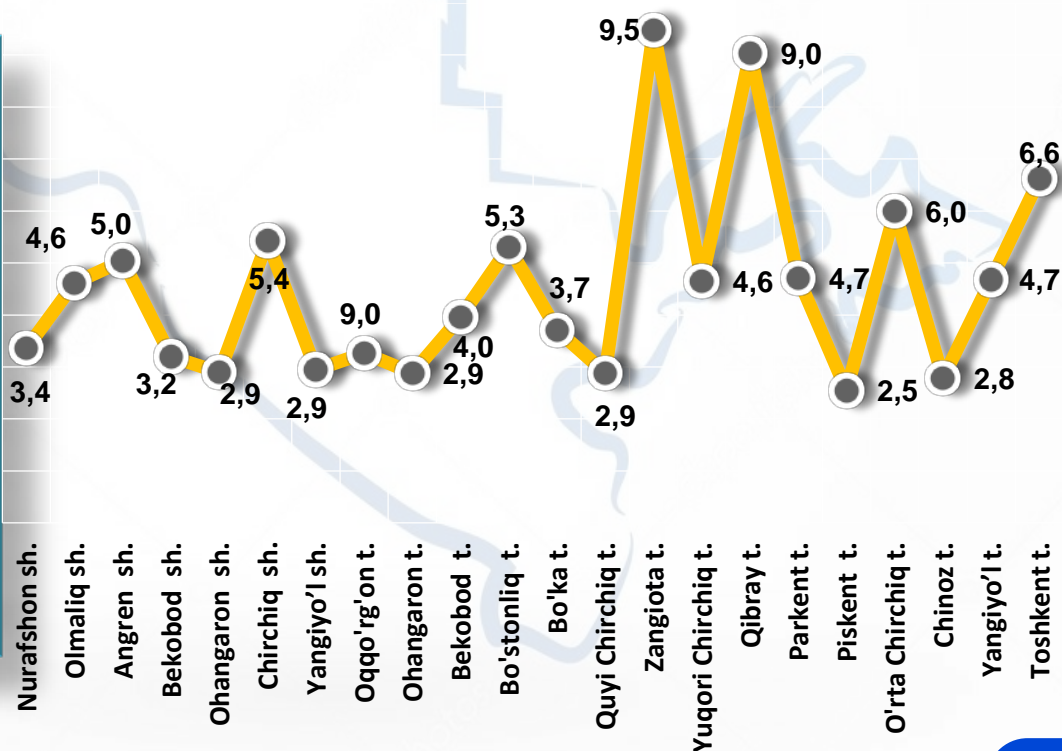 3,4
4,6
5,0
3,2
2,9
5,4
2,9
9,0
2,9
4,0
5,3
3,7
2,9
9,5
4,6
9,0
4,7
2,5
6,0
2,8
4,7
6,6
Nurafshon sh.
Olmaliq sh.
Angren sh.
Bekobod sh.
Ohangaron sh.
Chirchiq sh.
Yangiyo’l sh.
Oqqo'rg'on t.
Ohangaron t.
Bekobod t.
Bo'stonliq t.
Bo'ka t.
Quyi Chirchiq t.
Zangiota t.
Yuqori Chirchiq t.
Qibray t.
Parkent t.
Piskent t.
O'rta Chirchiq t.
Chinoz t.
Yangiyo’l t.
Toshkent t.